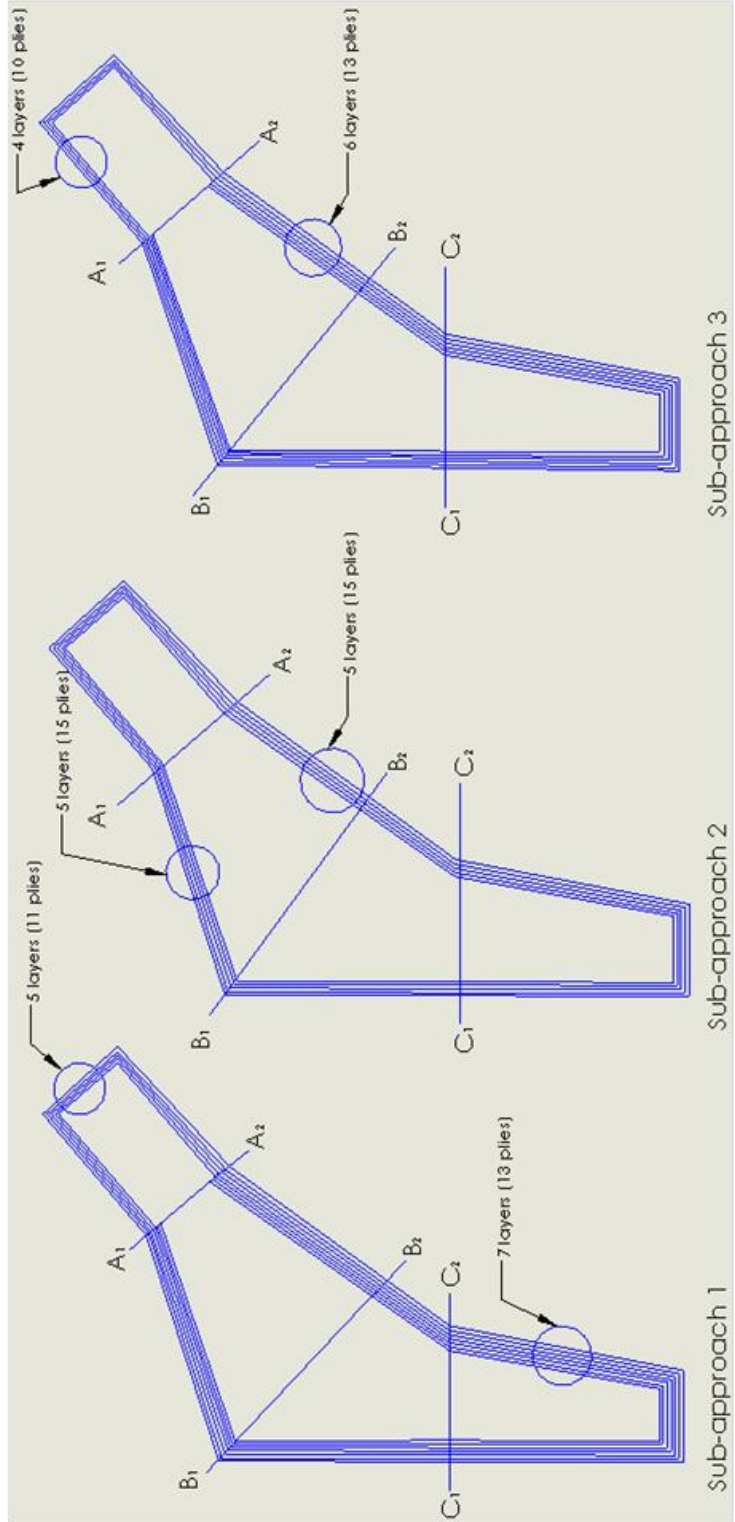 5 layers (11 plies)
A1
A2
B1
B2
C1
C2
7 layers (13 plies)
Sub-approach 1
5 layers (15 plies)
A1
A2
5 layers (15 plies)
B1
B2
C1
C2
Sub-approach 2
4 layers (10 plies)
A1
A2
6 layers (13 plies)
B1
B2
C1
C2
Sub-approach 3